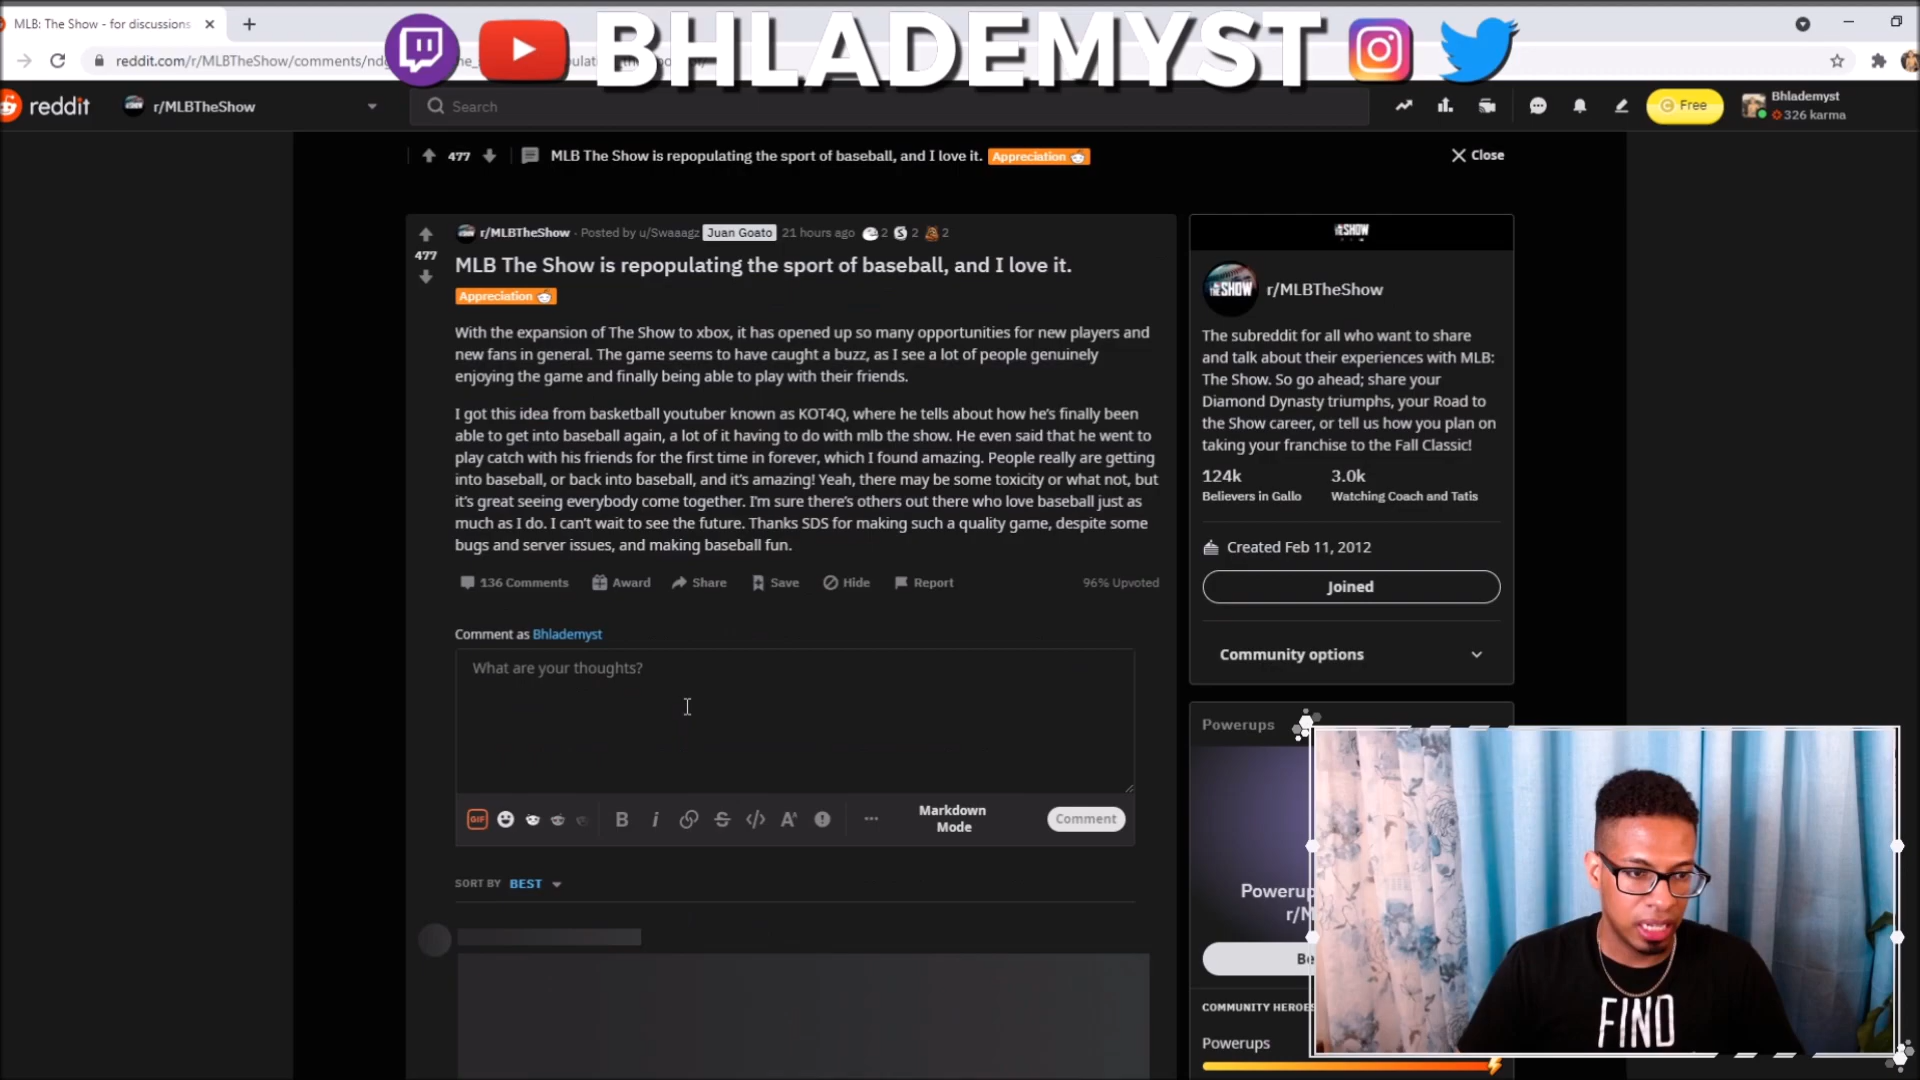 MLB: The Show - for discussions
BHLADEMYST
reddit.com/r/MLBTheShow/comments/
reddit
r/MLBTheShow
Search
Free
Bhlademyst
326 karma
477 MLB The Show is repopulating the sport of baseball, and I love it. Appreciation
Close
r/MLBTheShow · Posted by u/Swaaagz Juan Goato 21 hours ago 2 2 2
477
MLB The Show is repopulating the sport of baseball, and I love it.
Appreciation
With the expansion of The Show to xbox, it has opened up so many opportunities for new players and
new fans in general. The game seems to have caught a buzz, as I see a lot of people genuinely
enjoying the game and finally being able to play with their friends.
I got this idea from basketball youtuber known as KOT4Q, where he tells about how he's finally been
able to get into baseball again, a lot of it having to do with mlb the show. He even said that he went to
play catch with his friends for the first time in forever, which I found amazing. People really are getting
into baseball, or back into baseball, and it's amazing! Yeah, there may be some toxicity or what not, but
it's great seeing everybody come together. I'm sure there's others out there who love baseball just as
much as I do. I can't wait to see the future. Thanks SDS for making such a quality game, despite some
bugs and server issues, and making baseball fun.
136 Comments Award Share Save Hide Report 96% Upvoted
Comment as Bhlademyst
What are your thoughts?
GIF
Markdown
Mode
Comment
SORT BY BEST
THE SHOW
THE SHOW
r/MLBTheShow
The subreddit for all who want to share
and talk about their experiences with MLB:
The Show. So go ahead; share your
Diamond Dynasty triumphs, your Road to
the Show career, or tell us how you plan on
taking your franchise to the Fall Classic!
124k 3.0k
Believers in Gallo Watching Coach and Tatis
Created Feb 11, 2012
Joined
Community options
Powerups
COMMUNITY
Powerups
FIND